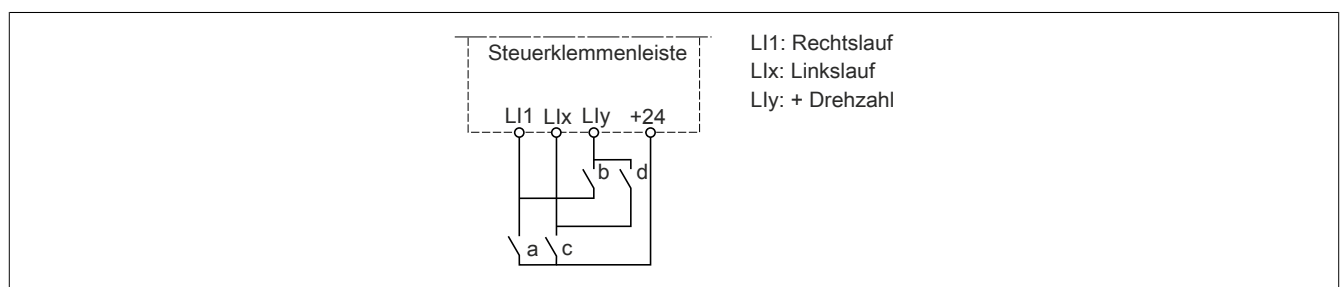 Steuerklemmenleiste
LI1 LIx LIy +24
b d
a c
LI1: Rechtslauf
LIx: Linkslauf
LIy: + Drehzahl